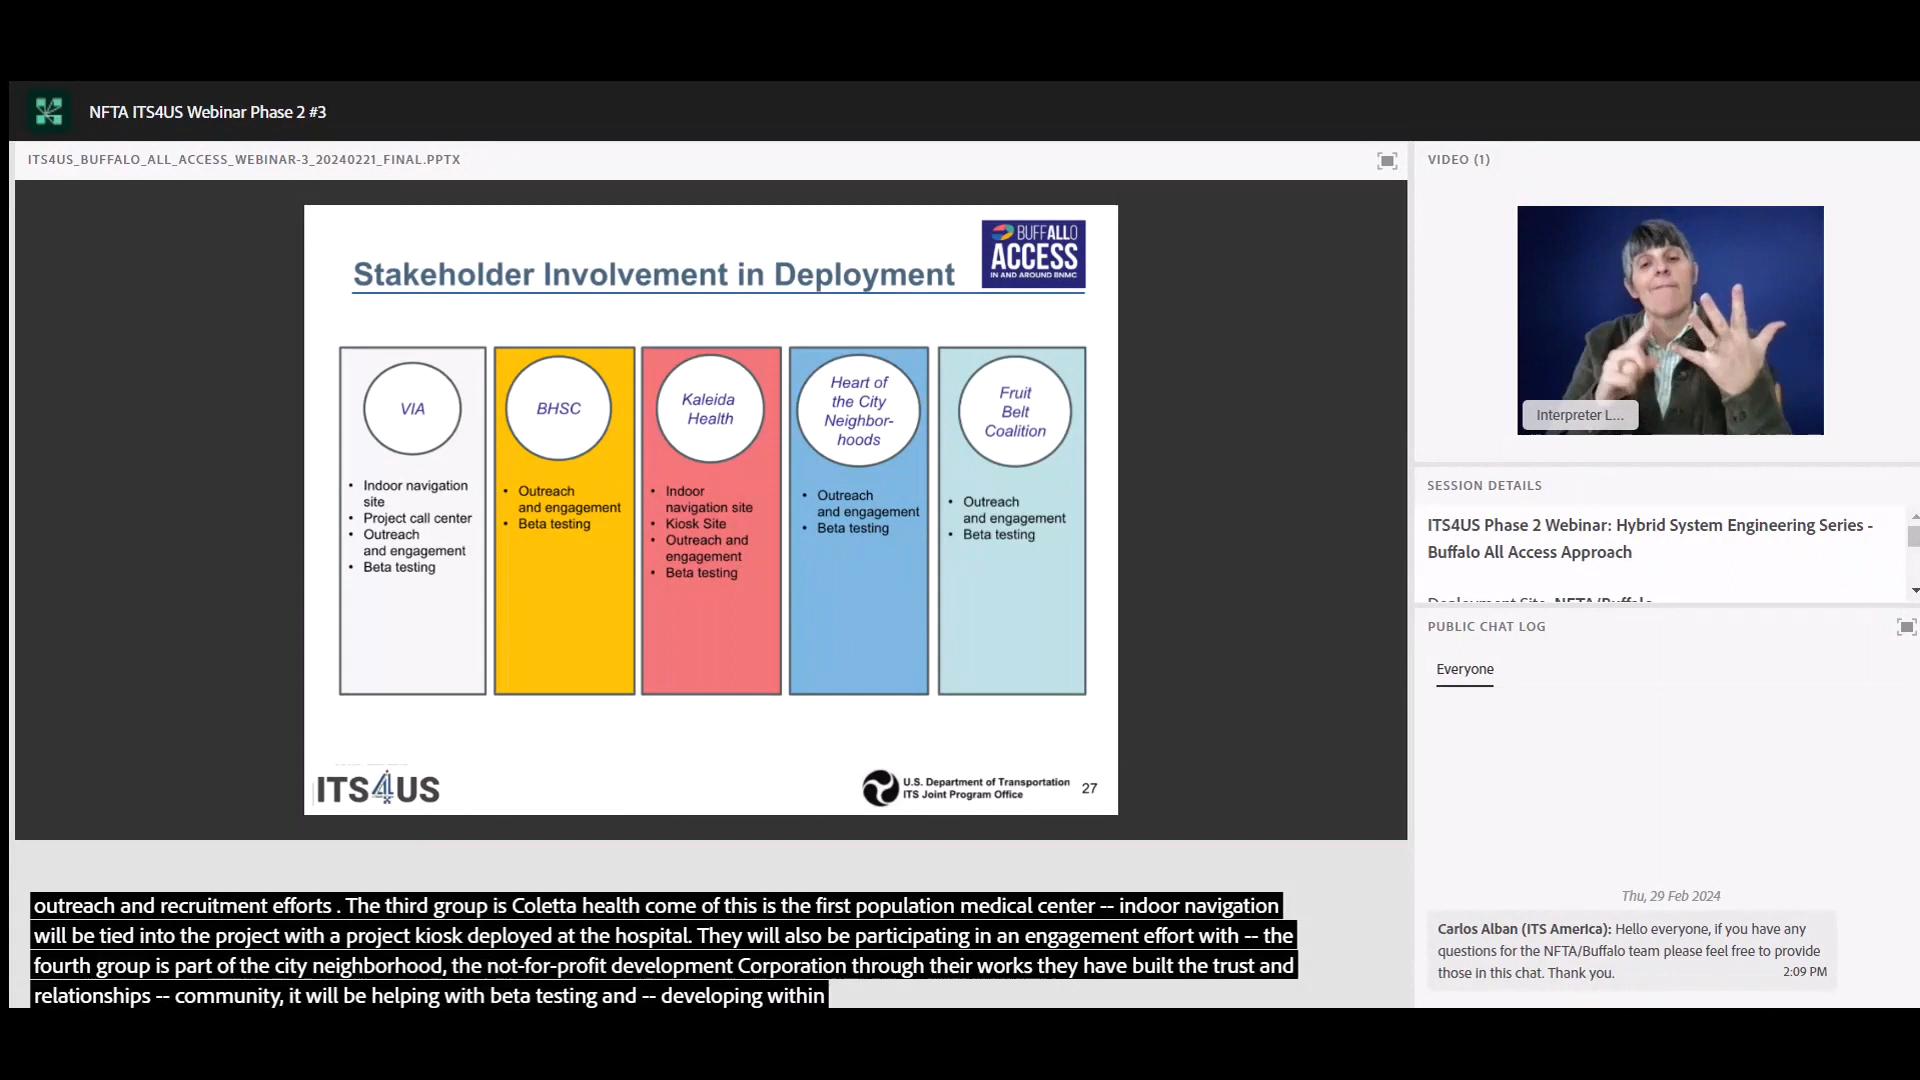 NFTA ITS4US Webinar Phase 2 #3
ITS4US_BUFFALO_ALL_ACCESS_WEBINAR-3_20240221_FINAL.PPTX
BUFFALLO
ACCESS
IN AND AROUND BNMC
Stakeholder Involvement in Deployment
VIA
• Indoor navigation
site
• Project call center
• Outreach
and engagement
• Beta testing
BHSC
• Outreach
and engagement
• Beta testing
Kaleida
Health
• Indoor
navigation site
• Kiosk Site
• Outreach and
engagement
• Beta testing
Heart of
the City
Neighbor-
hoods
• Outreach
and engagement
• Beta testing
Fruit
Belt
Coalition
• Outreach
and engagement
• Beta testing
ITS4US
U.S. Department of Transportation
ITS Joint Program Office
27
outreach and recruitment efforts . The third group is Coletta health come of this is the first population medical center -- indoor navigation
will be tied into the project with a project kiosk deployed at the hospital. They will also be participating in an engagement effort with -- the
fourth group is part of the city neighborhood, the not-for-profit development Corporation through their works they have built the trust and
relationships -- community, it will be helping with beta testing and -- developing within
VIDEO (1)
Interpreter L...
SESSION DETAILS
ITS4US Phase 2 Webinar: Hybrid System Engineering Series -
Buffalo All Access Approach
Deployment Site: NFTA/Buffalo
PUBLIC CHAT LOG
Everyone
Thu, 29 Feb 2024
Carlos Alban (ITS America): Hello everyone, if you have any
questions for the NFTA/Buffalo team please feel free to provide
those in this chat. Thank you.
2:09 PM